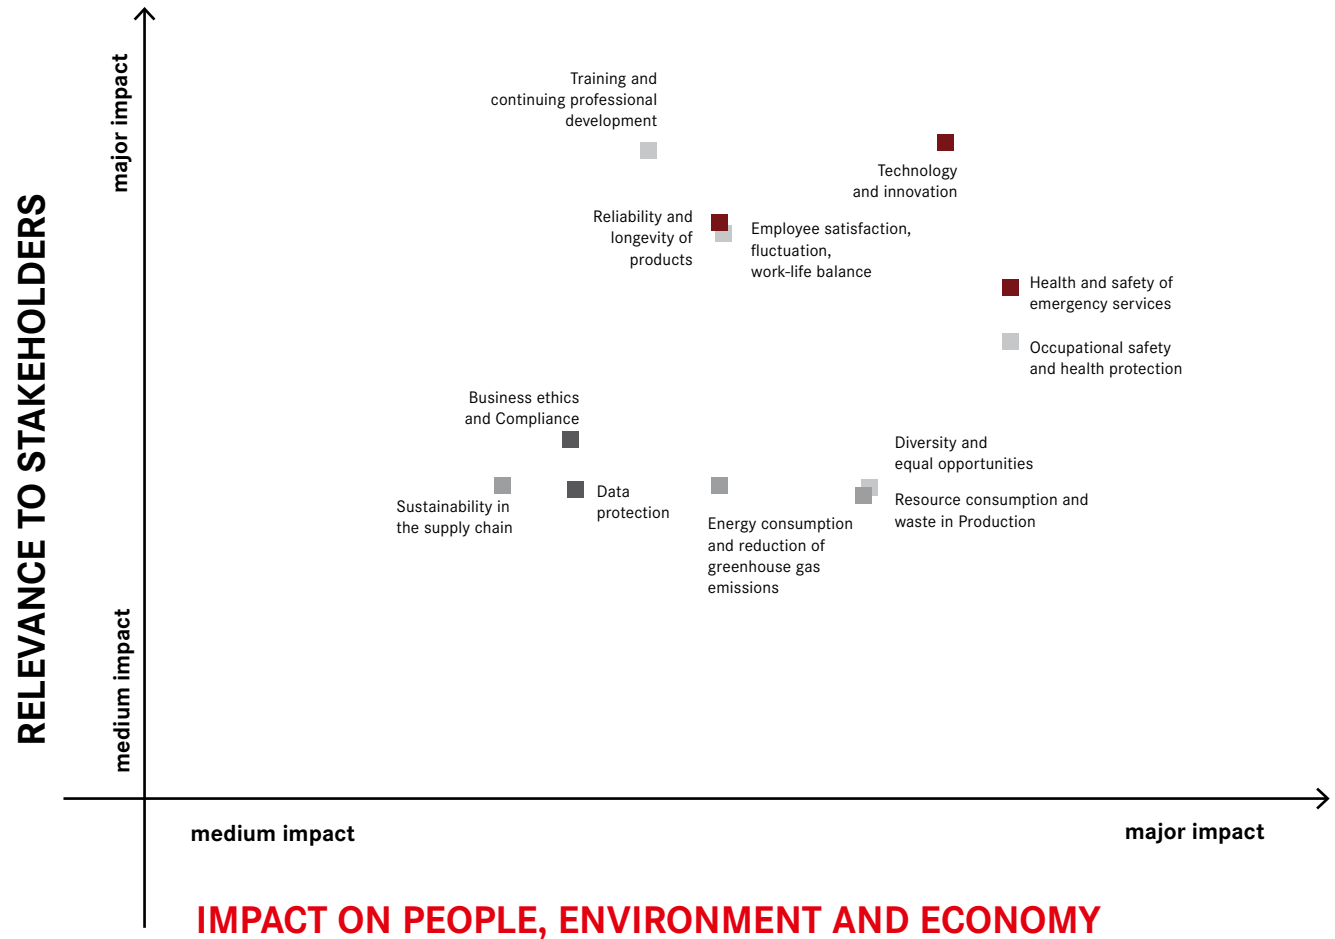 RELEVANCE TO STAKEHOLDERS
major impact
medium impact
Training and
continuing professional
development
Technology
and innovation
Reliability and
longevity of
products
Employee satisfaction,
fluctuation,
work-life balance
Health and safety of
emergency services
Occupational safety
and health protection
Business ethics
and Compliance
Diversity and
equal opportunities
Sustainability in
the supply chain
Data
protection
Resource consumption and
waste in Production
Energy consumption
and reduction of
greenhouse gas
emissions
medium impact
major impact
IMPACT ON PEOPLE, ENVIRONMENT AND ECONOMY